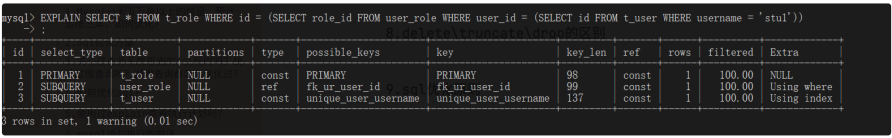 mysql> EXPLAIN SELECT * FROM t_role WHERE id = (SELECT role_id FROM user_role WHERE user_id = (SELECT id FROM t_user WHERE username = 'stu1'))
    -> ;
8.delete\truncate\drop的区别
| id | select_type | table | partitions | type | possible_keys | key | key_len | ref | rows | filtered | Extra |
| 1 | PRIMARY | t_role | NULL | const | PRIMARY | PRIMARY | 98 | const | 1 | 100.00 | NULL |
| 2 | SUBQUERY | user_role | NULL | ref | fk_ur_user_id | fk_ur_user_id | 99 | const | 1 | 100.00 | Using where |
| 3 | SUBQUERY | t_user | NULL | const | unique_user_username | unique_user_username | 137 | const | 1 | 100.00 | Using index |
3 rows in set, 1 warning (0.01 sec)